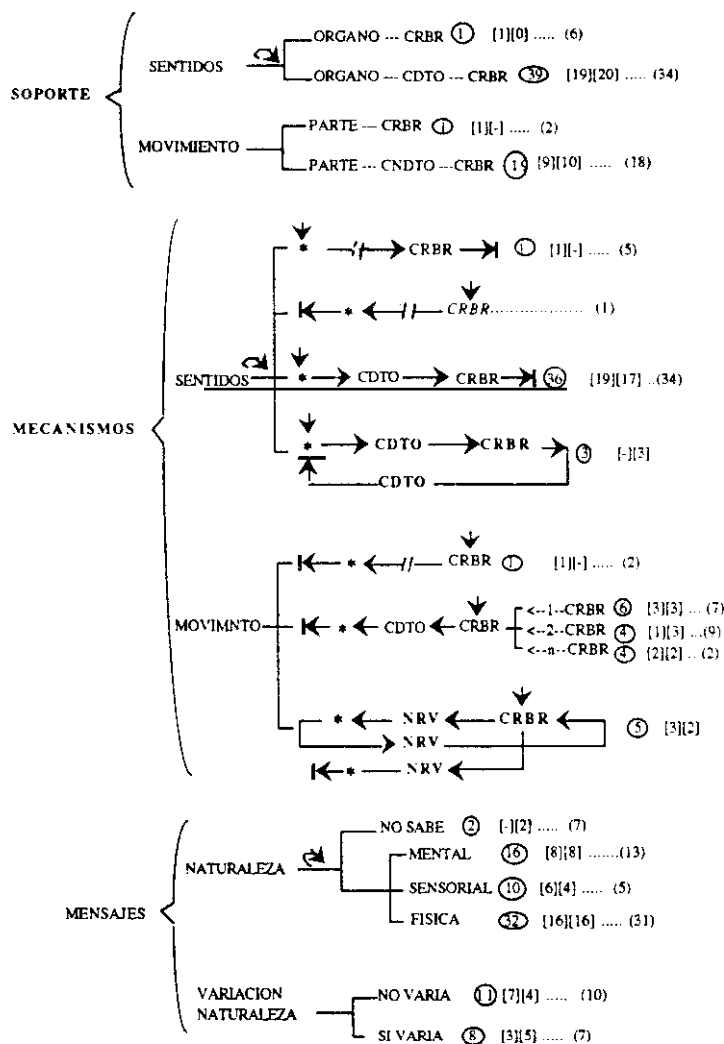 ORGANO --- CRBR 1 [1][0] ..... (6)
SENTIDOS
ORGANO --- CDTO --- CRBR 39 [19][20] ..... (34)
SOPORTE
PARTE --- CRBR 1 [1][-] ..... (2)
MOVIMIENTO
PARTE --- CNDTO --- CRBR 19 [9][10] ..... (18)
* CRBR 1 [1][-] ..... (5)
* CRBR ..................... (1)
SENTIDOS * CDTO CRBR 36 [19][17] ..(34)
MECANISMOS
* CDTO CRBR 3 [-][3]
CDTO
* CRBR 1 [1][-] ..... (2)
<--1--CRBR 6 [3][3] ... (7)
MOVIMNTO * CDTO CRBR <--2--CRBR 4 [1][3] ...(9)
<--n--CRBR 4 [2][2] ... (2)
* NRV CRBR
NRV 5 [3][2]
* NRV
NO SABE 2 [-][2] ..... (7)
MENTAL 16 [8][8] .......(13)
NATURALEZA
SENSORIAL 10 [6][4] ..... (5)
MENSAJES
FISICA 32 [16][16] ..... (31)
VARIACION NO VARIA 11 [7][4] ..... (10)
NATURALEZA
SI VARIA 8 [3][5] ..... (7)